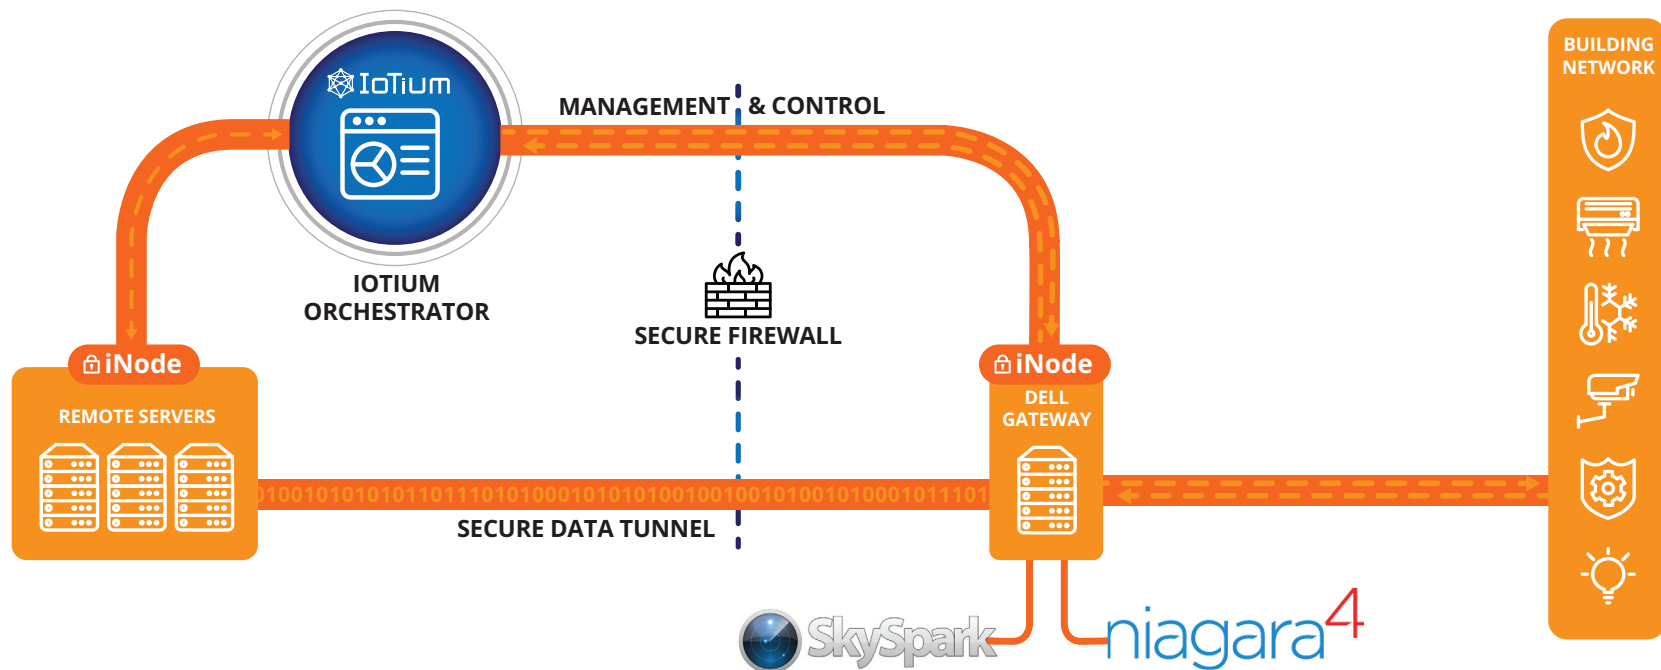 IoTium
MANAGEMENT & CONTROL
BUILDING
NETWORK
IOTIUM
ORCHESTRATOR
SECURE FIREWALL
iNode
REMOTE SERVERS
iNode
DELL
GATEWAY
SECURE DATA TUNNEL
SkySpark
niagara4